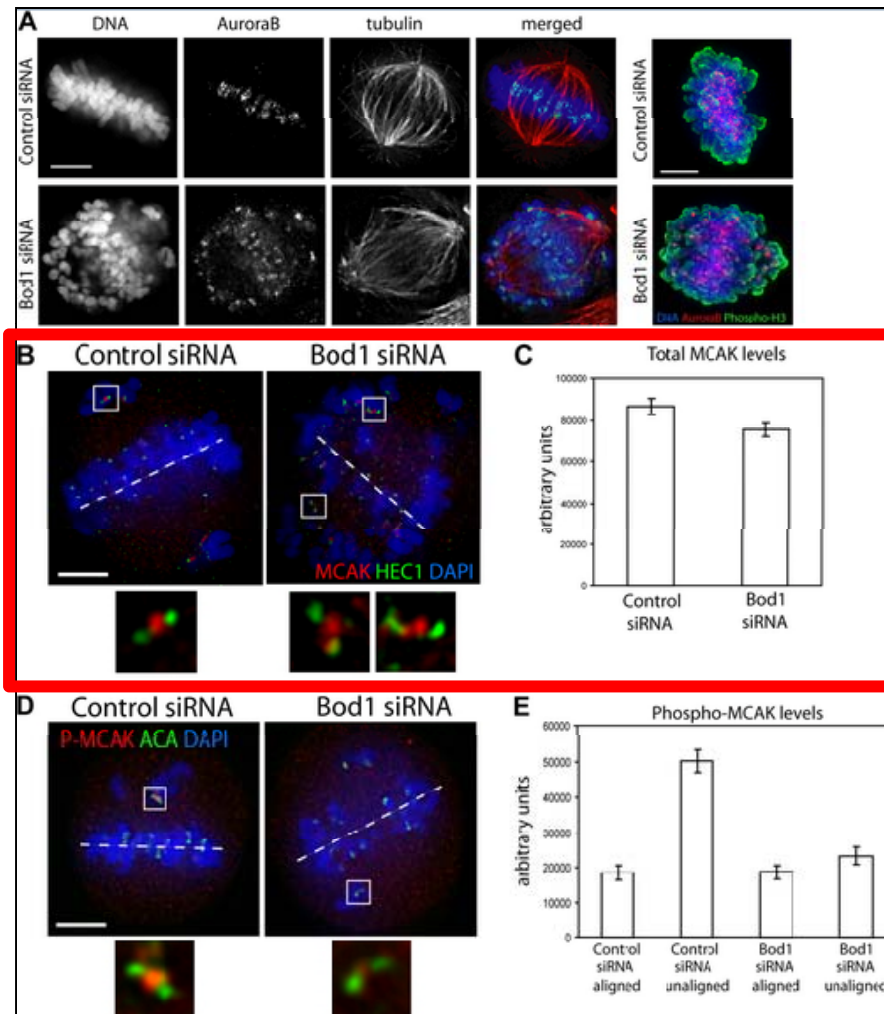 A
DNA
AuroraB
tubulin
merged
Control siRNA
Control siRNA
Bod1 siRNA
Bod1 siRNA
DNA AuroraB Phospho-H3
B
Control siRNA
Bod1 siRNA
MCAK HEC1 DAPI
C
Total MCAK levels
arbitrary units
100000
80000
60000
40000
20000
0
Control
siRNA
Bod1
siRNA
D
Control siRNA
Bod1 siRNA
P-MCAK ACA DAPI
E
Phospho-MCAK levels
arbitrary units
60000
50000
40000
30000
20000
10000
0
Control
siRNA
aligned
Control
siRNA
unaligned
Bod1
siRNA
aligned
Bod1
siRNA
unaligned